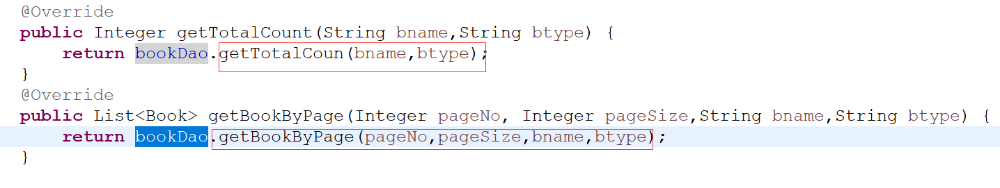 @Override
public Integer getTotalCount(String bname,String btype) {
    return bookDao.getTotalCoun(bname,btype);
}
@Override
public List<Book> getBookByPage(Integer pageNo, Integer pageSize,String bname,String btype) {
    return bookDao.getBookByPage(pageNo,pageSize,bname,btype);
}